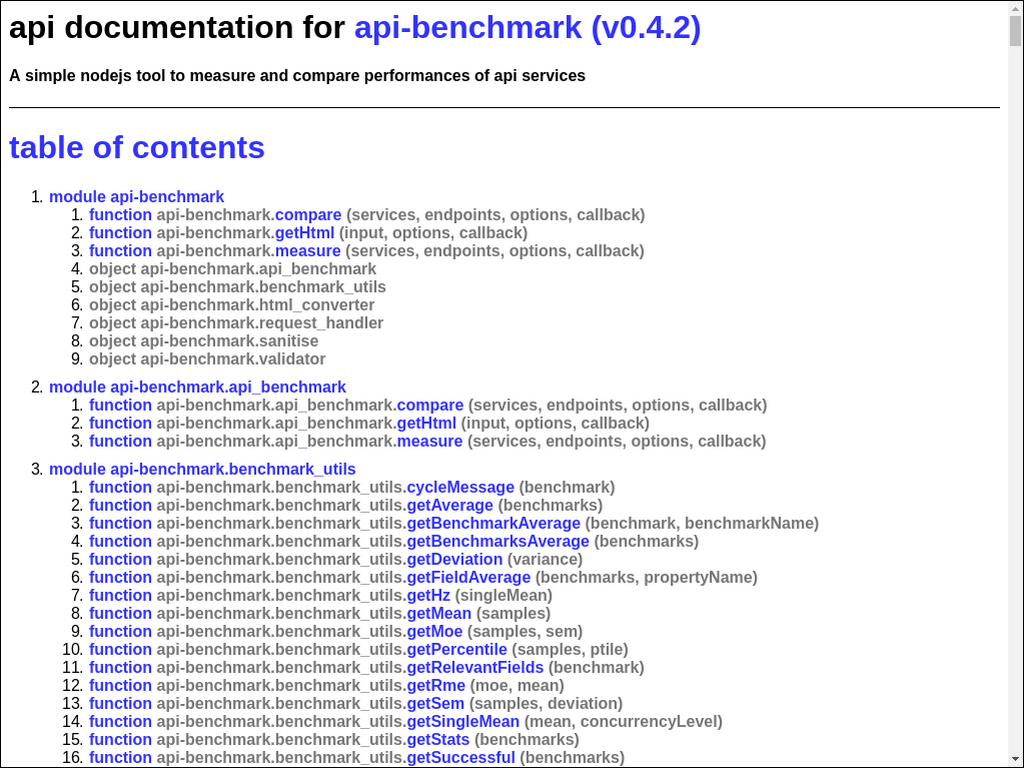 api documentation for api-benchmark (v0.4.2)
A simple nodejs tool to measure and compare performances of api services
table of contents
1. module api-benchmark
1. function api-benchmark.compare (services, endpoints, options, callback)
2. function api-benchmark.getHtml (input, options, callback)
3. function api-benchmark.measure (services, endpoints, options, callback)
4. object api-benchmark.api_benchmark
5. object api-benchmark.benchmark_utils
6. object api-benchmark.html_converter
7. object api-benchmark.request_handler
8. object api-benchmark.sanitise
9. object api-benchmark.validator
2. module api-benchmark.api_benchmark
1. function api-benchmark.api_benchmark.compare (services, endpoints, options, callback)
2. function api-benchmark.api_benchmark.getHtml (input, options, callback)
3. function api-benchmark.api_benchmark.measure (services, endpoints, options, callback)
3. module api-benchmark.benchmark_utils
1. function api-benchmark.benchmark_utils.cycleMessage (benchmark)
2. function api-benchmark.benchmark_utils.getAverage (benchmarks)
3. function api-benchmark.benchmark_utils.getBenchmarkAverage (benchmark, benchmarkName)
4. function api-benchmark.benchmark_utils.getBenchmarksAverage (benchmarks)
5. function api-benchmark.benchmark_utils.getDeviation (variance)
6. function api-benchmark.benchmark_utils.getFieldAverage (benchmarks, propertyName)
7. function api-benchmark.benchmark_utils.getHz (singleMean)
8. function api-benchmark.benchmark_utils.getMean (samples)
9. function api-benchmark.benchmark_utils.getMoe (samples, sem)
10. function api-benchmark.benchmark_utils.getPercentile (samples, ptile)
11. function api-benchmark.benchmark_utils.getRelevantFields (benchmark)
12. function api-benchmark.benchmark_utils.getRme (moe, mean)
13. function api-benchmark.benchmark_utils.getSem (samples, deviation)
14. function api-benchmark.benchmark_utils.getSingleMean (mean, concurrencyLevel)
15. function api-benchmark.benchmark_utils.getStats (benchmarks)
16. function api-benchmark.benchmark_utils.getSuccessful (benchmarks)